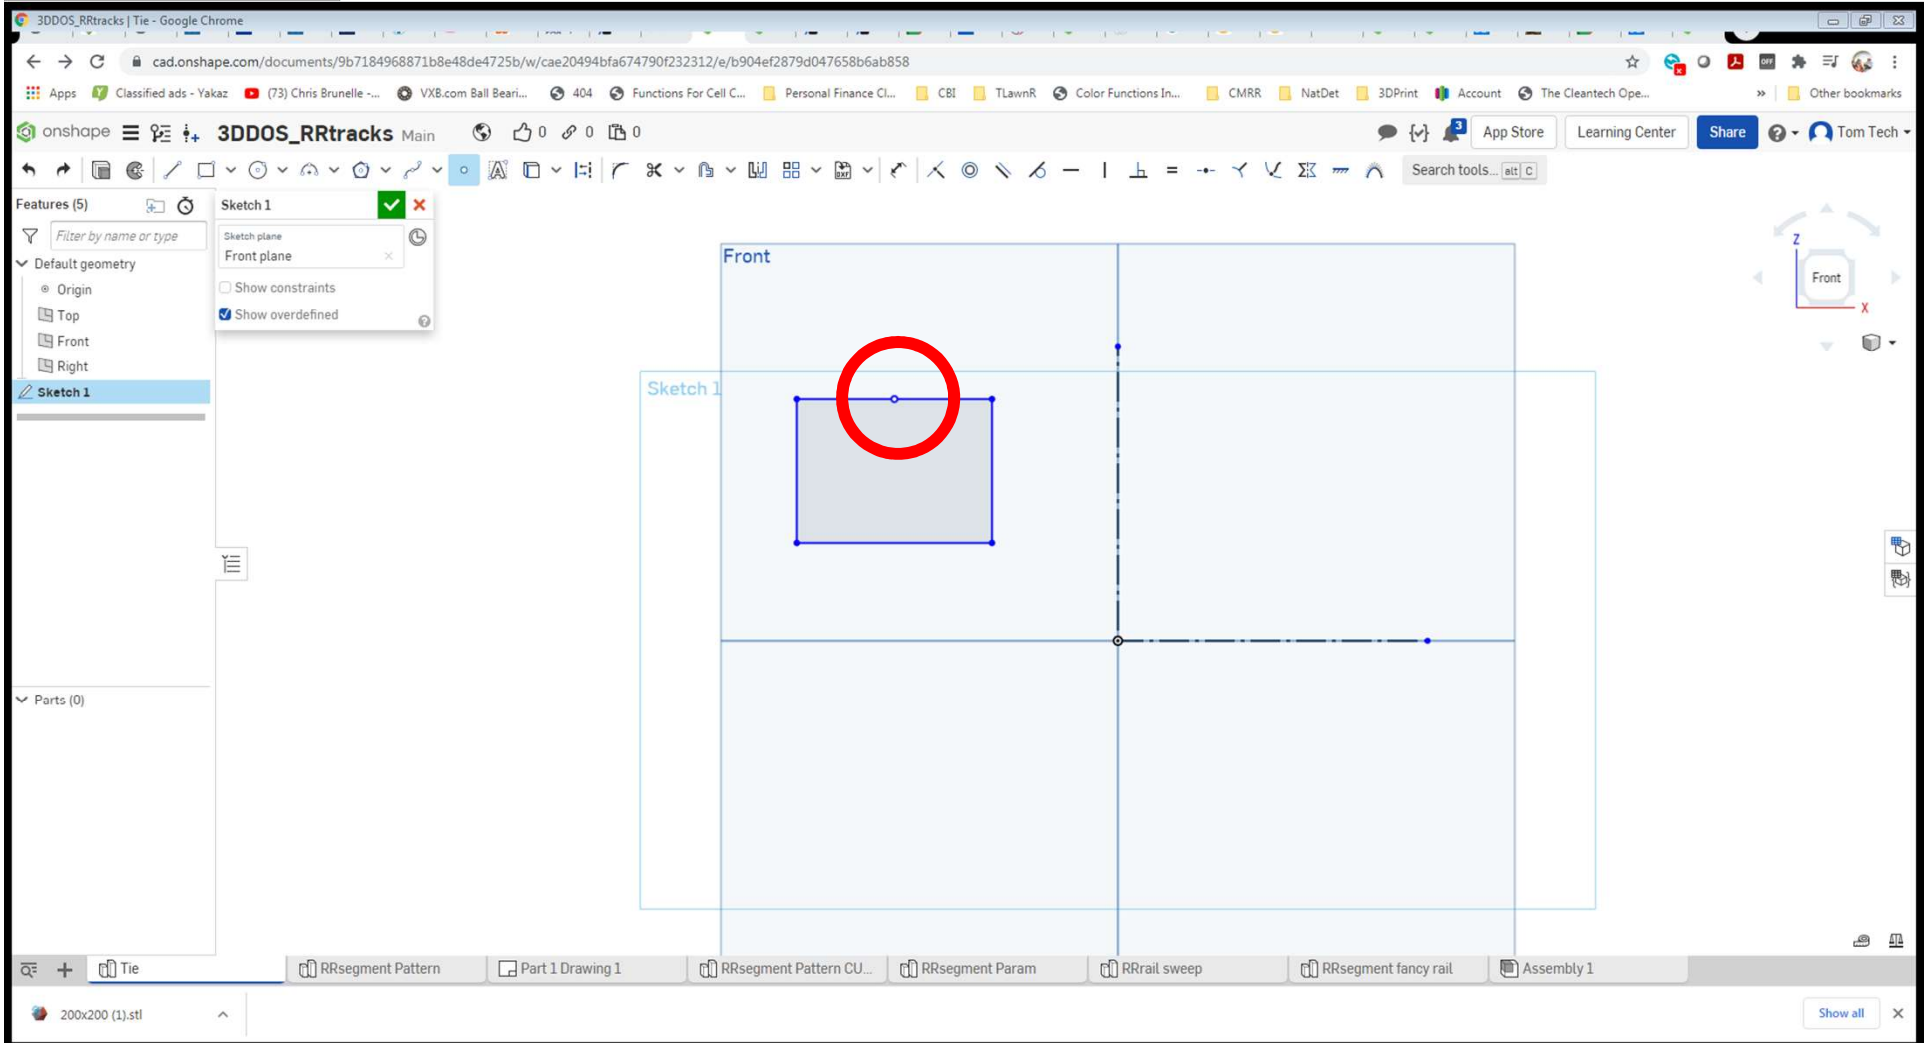 3DDOS_RRtracks | Tie - Google Chrome
cad.onshape.com/documents/9b7184968871b8e48de4725b/w/cae20494bfa674790f232312/e/b904ef2879d047658b6ab858
OFF
Apps Classified ads - Yakaz (73) Chris Brunelle -... VXB.com Ball Beari... 404 Functions For Cell C... Personal Finance Cl... CBI TLawnR Color Functions In... CMRR NatDet 3DPrint Account The Cleantech Ope... » Other bookmarks
onshape 3DDOS_RRtracks Main 0 0 0 3 App Store Learning Center Share Tom Tech
Search tools... alt C
Features (5)
Filter by name or type
Default geometry
Origin
Top
Front
Right
Sketch 1
Parts (0)
Sketch 1
Sketch plane
Front plane
Show constraints
Show overdefined
Front
Sketch 1
Z
Front
X
Tie RRsegment Pattern Part 1 Drawing 1 RRsegment Pattern CU... RRsegment Param RRrail sweep RRsegment fancy rail Assembly 1
200x200 (1).stl Show all